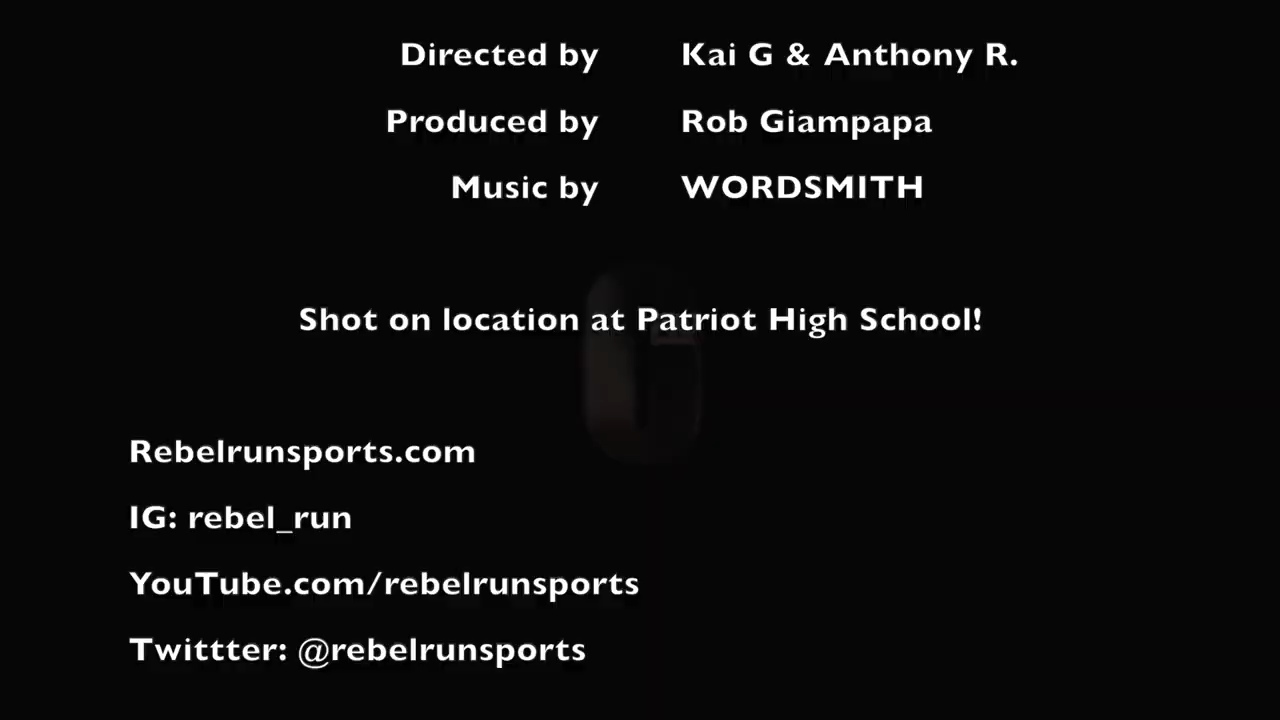 Directed by Kai G & Anthony R.
Produced by Rob Giampapa
Music by WORDSMITH
Shot on location at Patriot High School!
Rebelrunsports.com
IG: rebel_run
YouTube.com/rebelrunsports
Twittter: @rebelrunsports